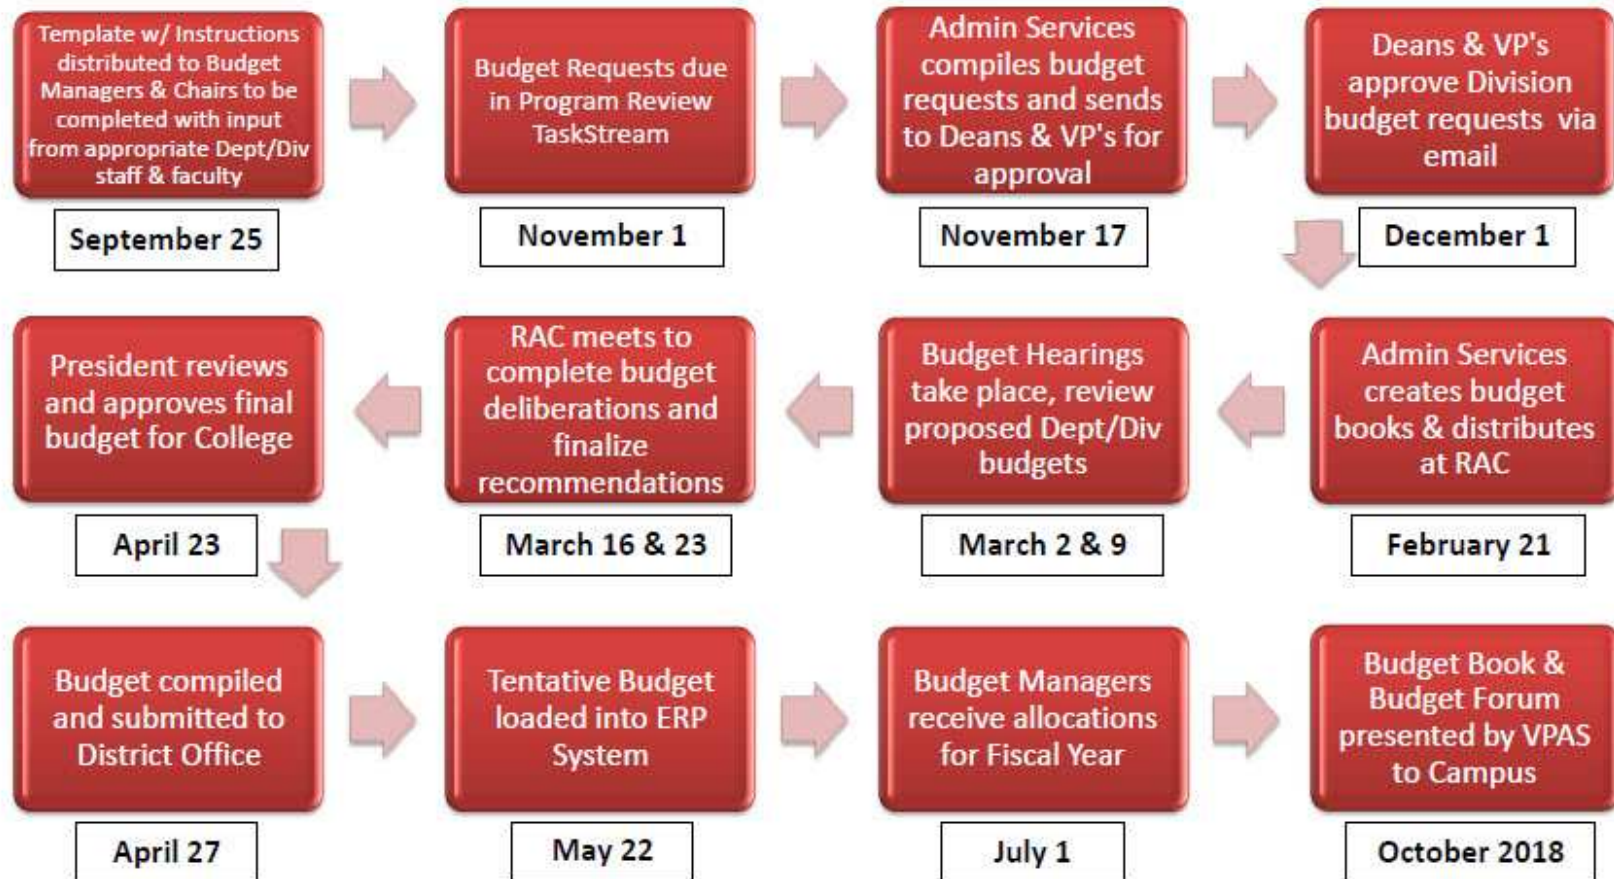 Template w/ Instructions
distributed to Budget
Managers & Chairs to be
completed with input
from appropriate Dept/Div
staff & faculty
September 25
Budget Requests due
in Program Review
TaskStream
November 1
Admin Services
compiles budget
requests and sends
to Deans & VP's for
approval
November 17
Deans & VP's
approve Division
budget requests via
email
December 1
Admin Services
creates budget
books & distributes
at RAC
February 21
Budget Hearings
take place, review
proposed Dept/Div
budgets
March 2 & 9
RAC meets to
complete budget
deliberations and
finalize
recommendations
March 16 & 23
President reviews
and approves final
budget for College
April 23
Budget compiled
and submitted to
District Office
April 27
Tentative Budget
loaded into ERP
System
May 22
Budget Managers
receive allocations
for Fiscal Year
July 1
Budget Book &
Budget Forum
presented by VPAS
to Campus
October 2018